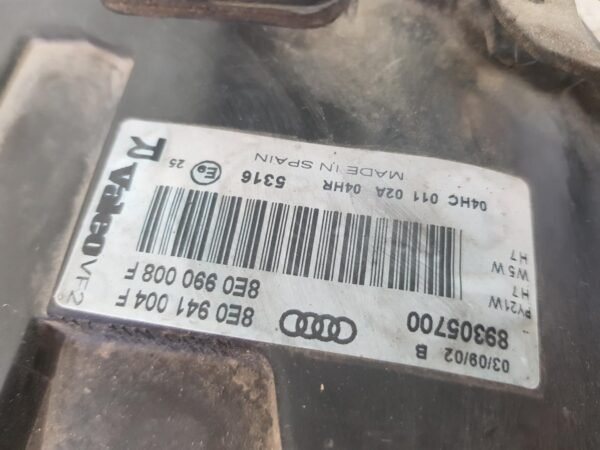 03/09/02 B
89305700
8E0 941 004 F
8E0 990 008 F
PY21W
H7
W5W
H7
04HC 011 02A 04HR 5316
MADE IN SPAIN
25
Valeo VF2